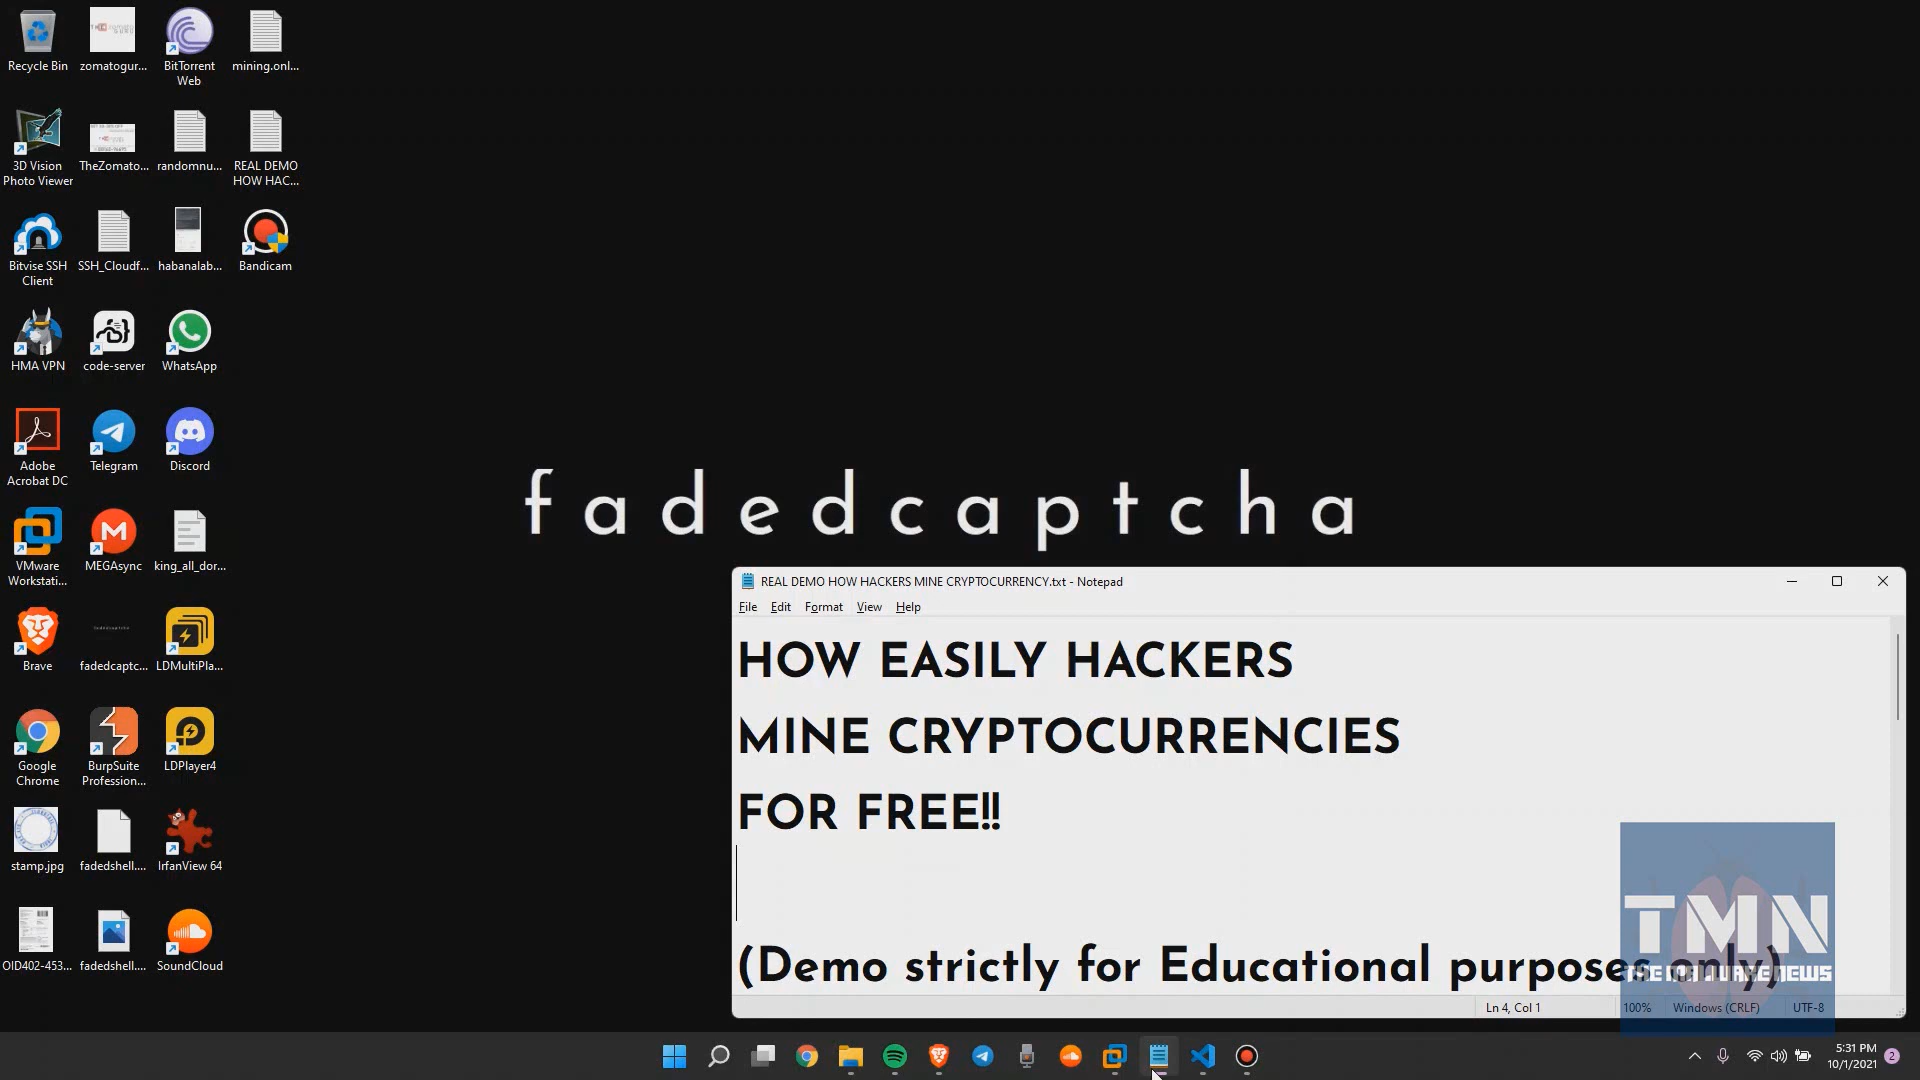 Recycle Bin
zomatogur...
BitTorrent
Web
mining.onl...
3D Vision
Photo Viewer
TheZomato...
randomnu...
REAL DEMO
HOW HAC...
Bitvise SSH
Client
SSH_Cloudf...
habanalab...
Bandicam
HMA VPN
code-server
WhatsApp
Adobe
Acrobat DC
Telegram
Discord
VMware
Workstati...
MEGAsync
king_all_dor...
Brave
fadedcaptc...
LDMultiPla...
Google
Chrome
BurpSuite
Profession...
LDPlayer4
stamp.jpg
fadedshell....
IrfanView 64
OID402-453...
fadedshell....
SoundCloud
fadedcaptcha
REAL DEMO HOW HACKERS MINE CRYPTOCURRENCY.txt - Notepad
File Edit Format View Help
HOW EASILY HACKERS
MINE CRYPTOCURRENCIES
FOR FREE!!
(Demo strictly for Educational purposes only)
TMN
THE MALWARE NEWS
Ln 4, Col 1
100%
Windows (CRLF)
UTF-8
5:31 PM
10/1/2021
2